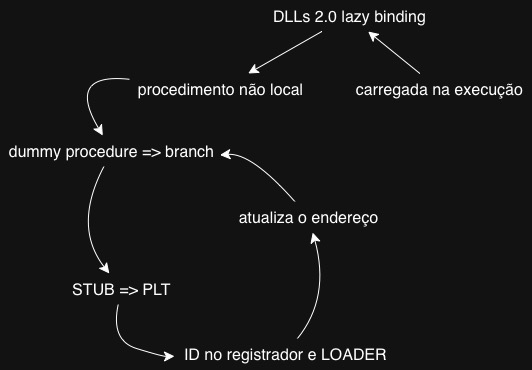 DLLs 2.0 lazy binding
procedimento não local
carregada na execução
dummy procedure => branch
atualiza o endereço
STUB => PLT
ID no registrador e LOADER